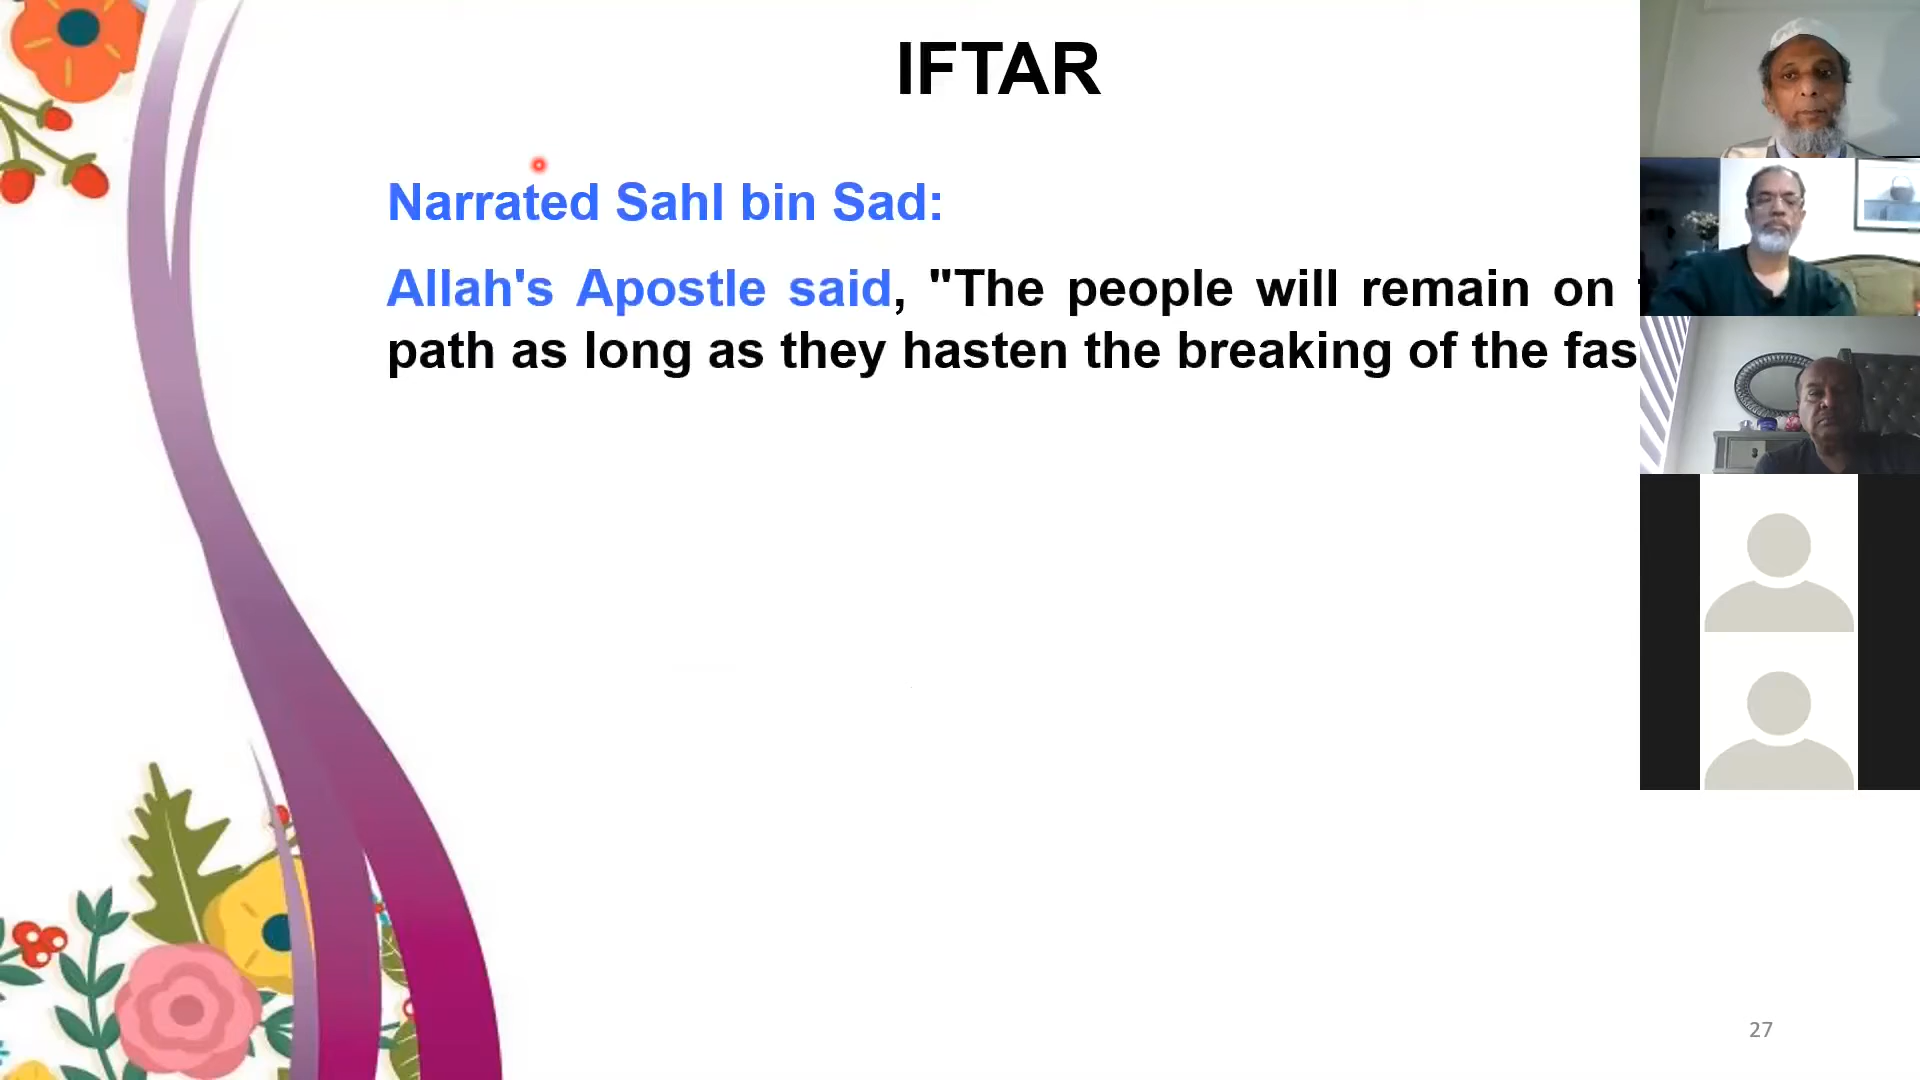 IFTAR
Narrated Sahl bin Sad:
Allah's Apostle said, "The people will remain on
path as long as they hasten the breaking of the fas
27